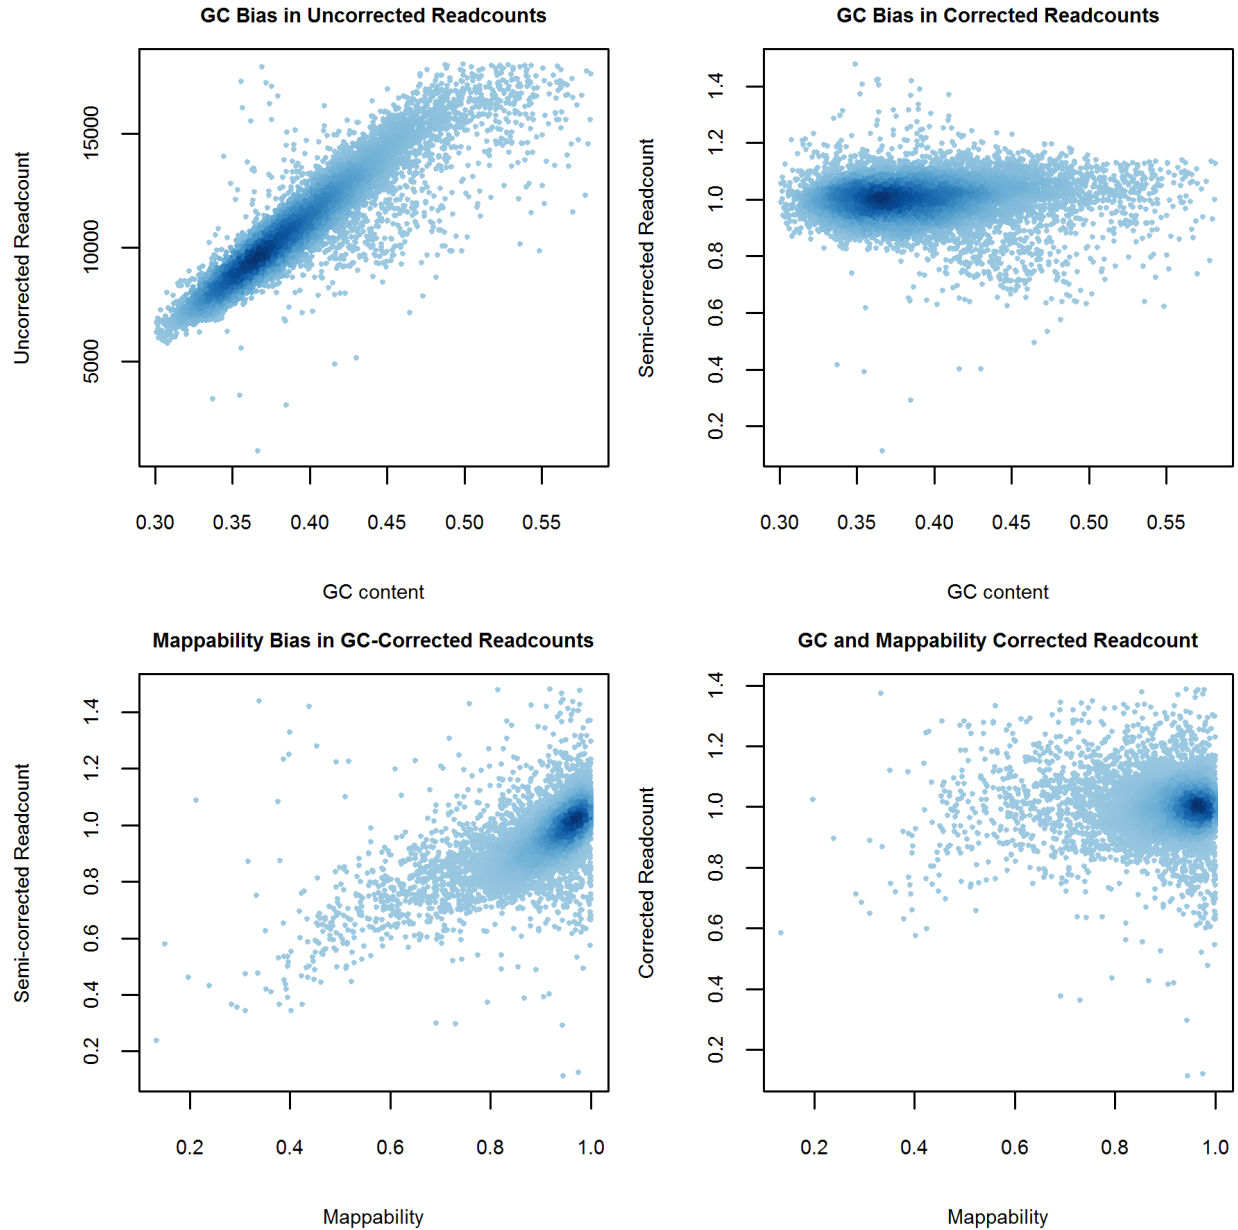 GC Bias in Uncorrected Readcounts
Uncorrected Readcount
15000
10000
5000
0.30 0.35 0.40 0.45 0.50 0.55
GC content
GC Bias in Corrected Readcounts
Semi-corrected Readcount
1.4
1.2
1.0
0.8
0.6
0.4
0.2
0.30 0.35 0.40 0.45 0.50 0.55
GC content
Mappability Bias in GC-Corrected Readcounts
Semi-corrected Readcount
1.4
1.2
1.0
0.8
0.6
0.4
0.2
0.2 0.4 0.6 0.8 1.0
Mappability
GC and Mappability Corrected Readcount
Corrected Readcount
1.4
1.2
1.0
0.8
0.6
0.4
0.2
0.2 0.4 0.6 0.8 1.0
Mappability